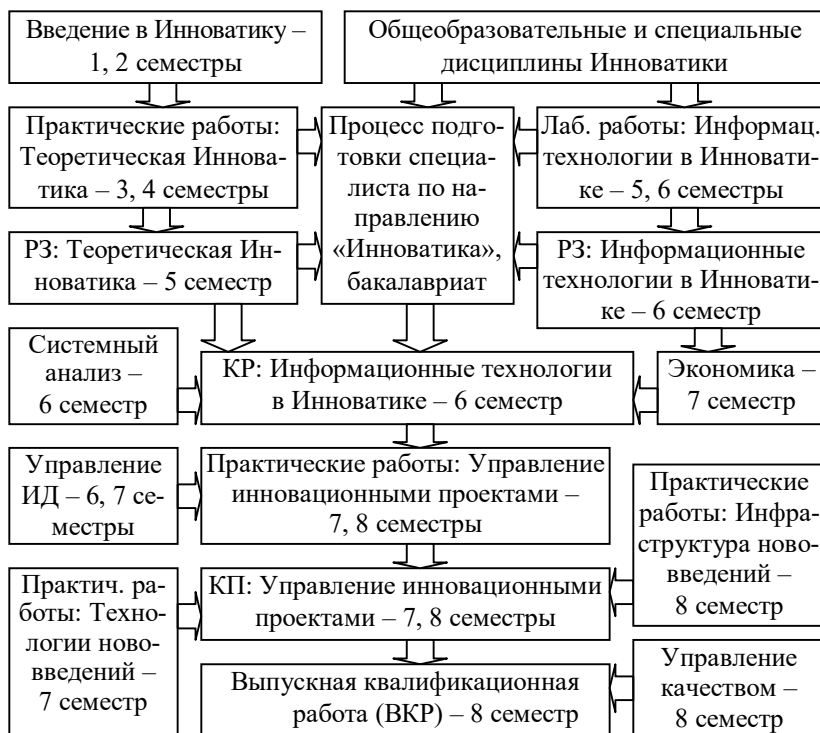 Введение в Инноватику –
1, 2 семестры
Общеобразовательные и специальные
дисциплины Инноватики
Практические работы:
Теоретическая Иннова-
тика – 3, 4 семестры
Процесс подгот-
овки специа-
листа по на-
правлению
«Инноватика»,
бакалавриат
Лаб. работы: Информац.
технологии в Инновати-
ке – 5, 6 семестры
РЗ: Теоретическая Ин-
новатика – 5 семестр
РЗ: Информационные
технологии в Инновати-
ке – 6 семестр
Системный
анализ –
6 семестр
КР: Информационные технологии
в Инноватике – 6 семестр
Экономика –
7 семестр
Управление
ИД – 6, 7 се-
местры
Практические работы: Управление
инновационными проектами –
7, 8 семестры
Практические
работы: Инфра-
структура ново-
введений –
8 семестр
Практич. ра-
боты: Техно-
логии ново-
введений –
7 семестр
КП: Управление инновационными
проектами – 7, 8 семестры
Выпускная квалификационная
работа (ВКР) – 8 семестр
Управление
качеством –
8 семестр